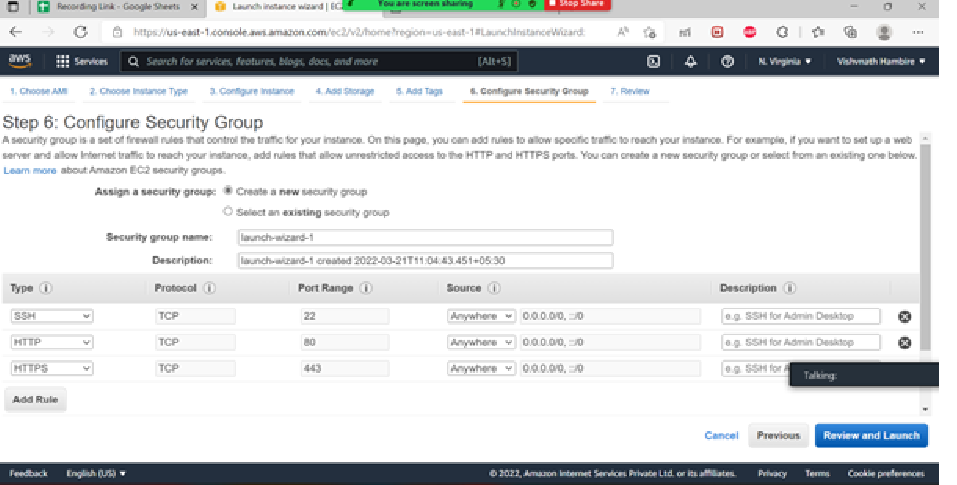 Recording Link - Google Sheets
Launch instance wizard | EC2
You are screen sharing
Stop Share
https://us-east-1.console.aws.amazon.com/ec2/v2/home?region=us-east-1#LaunchInstanceWizard:
aws Services Search for services, features, blogs, docs, and more [Alt+S] N. Virginia Vishvnath Hambire
1. Choose AMI 2. Choose Instance Type 3. Configure Instance 4. Add Storage 5. Add Tags 6. Configure Security Group 7. Review
Step 6: Configure Security Group
A security group is a set of firewall rules that control the traffic for your instance. On this page, you can add rules to allow specific traffic to reach your instance. For example, if you want to set up a web
server and allow Internet traffic to reach your instance, add rules that allow unrestricted access to the HTTP and HTTPS ports. You can create a new security group or select from an existing one below.
Learn more about Amazon EC2 security groups.
Assign a security group: Create a new security group
Select an existing security group
Security group name: launch-wizard-1
Description: launch-wizard-1 created 2022-03-21T11:04:43.451+05:30
Type Protocol Port Range Source Description
SSH TCP 22 Anywhere 0.0.0.0/0, ::/0 e.g. SSH for Admin Desktop
HTTP TCP 80 Anywhere 0.0.0.0/0, ::/0 e.g. SSH for Admin Desktop
HTTPS TCP 443 Anywhere 0.0.0.0/0, ::/0 e.g. SSH for A
Talking:
Add Rule
Cancel Previous Review and Launch
Feedback English (US) © 2022, Amazon Internet Services Private Ltd. or its affiliates. Privacy Terms Cookie preferences